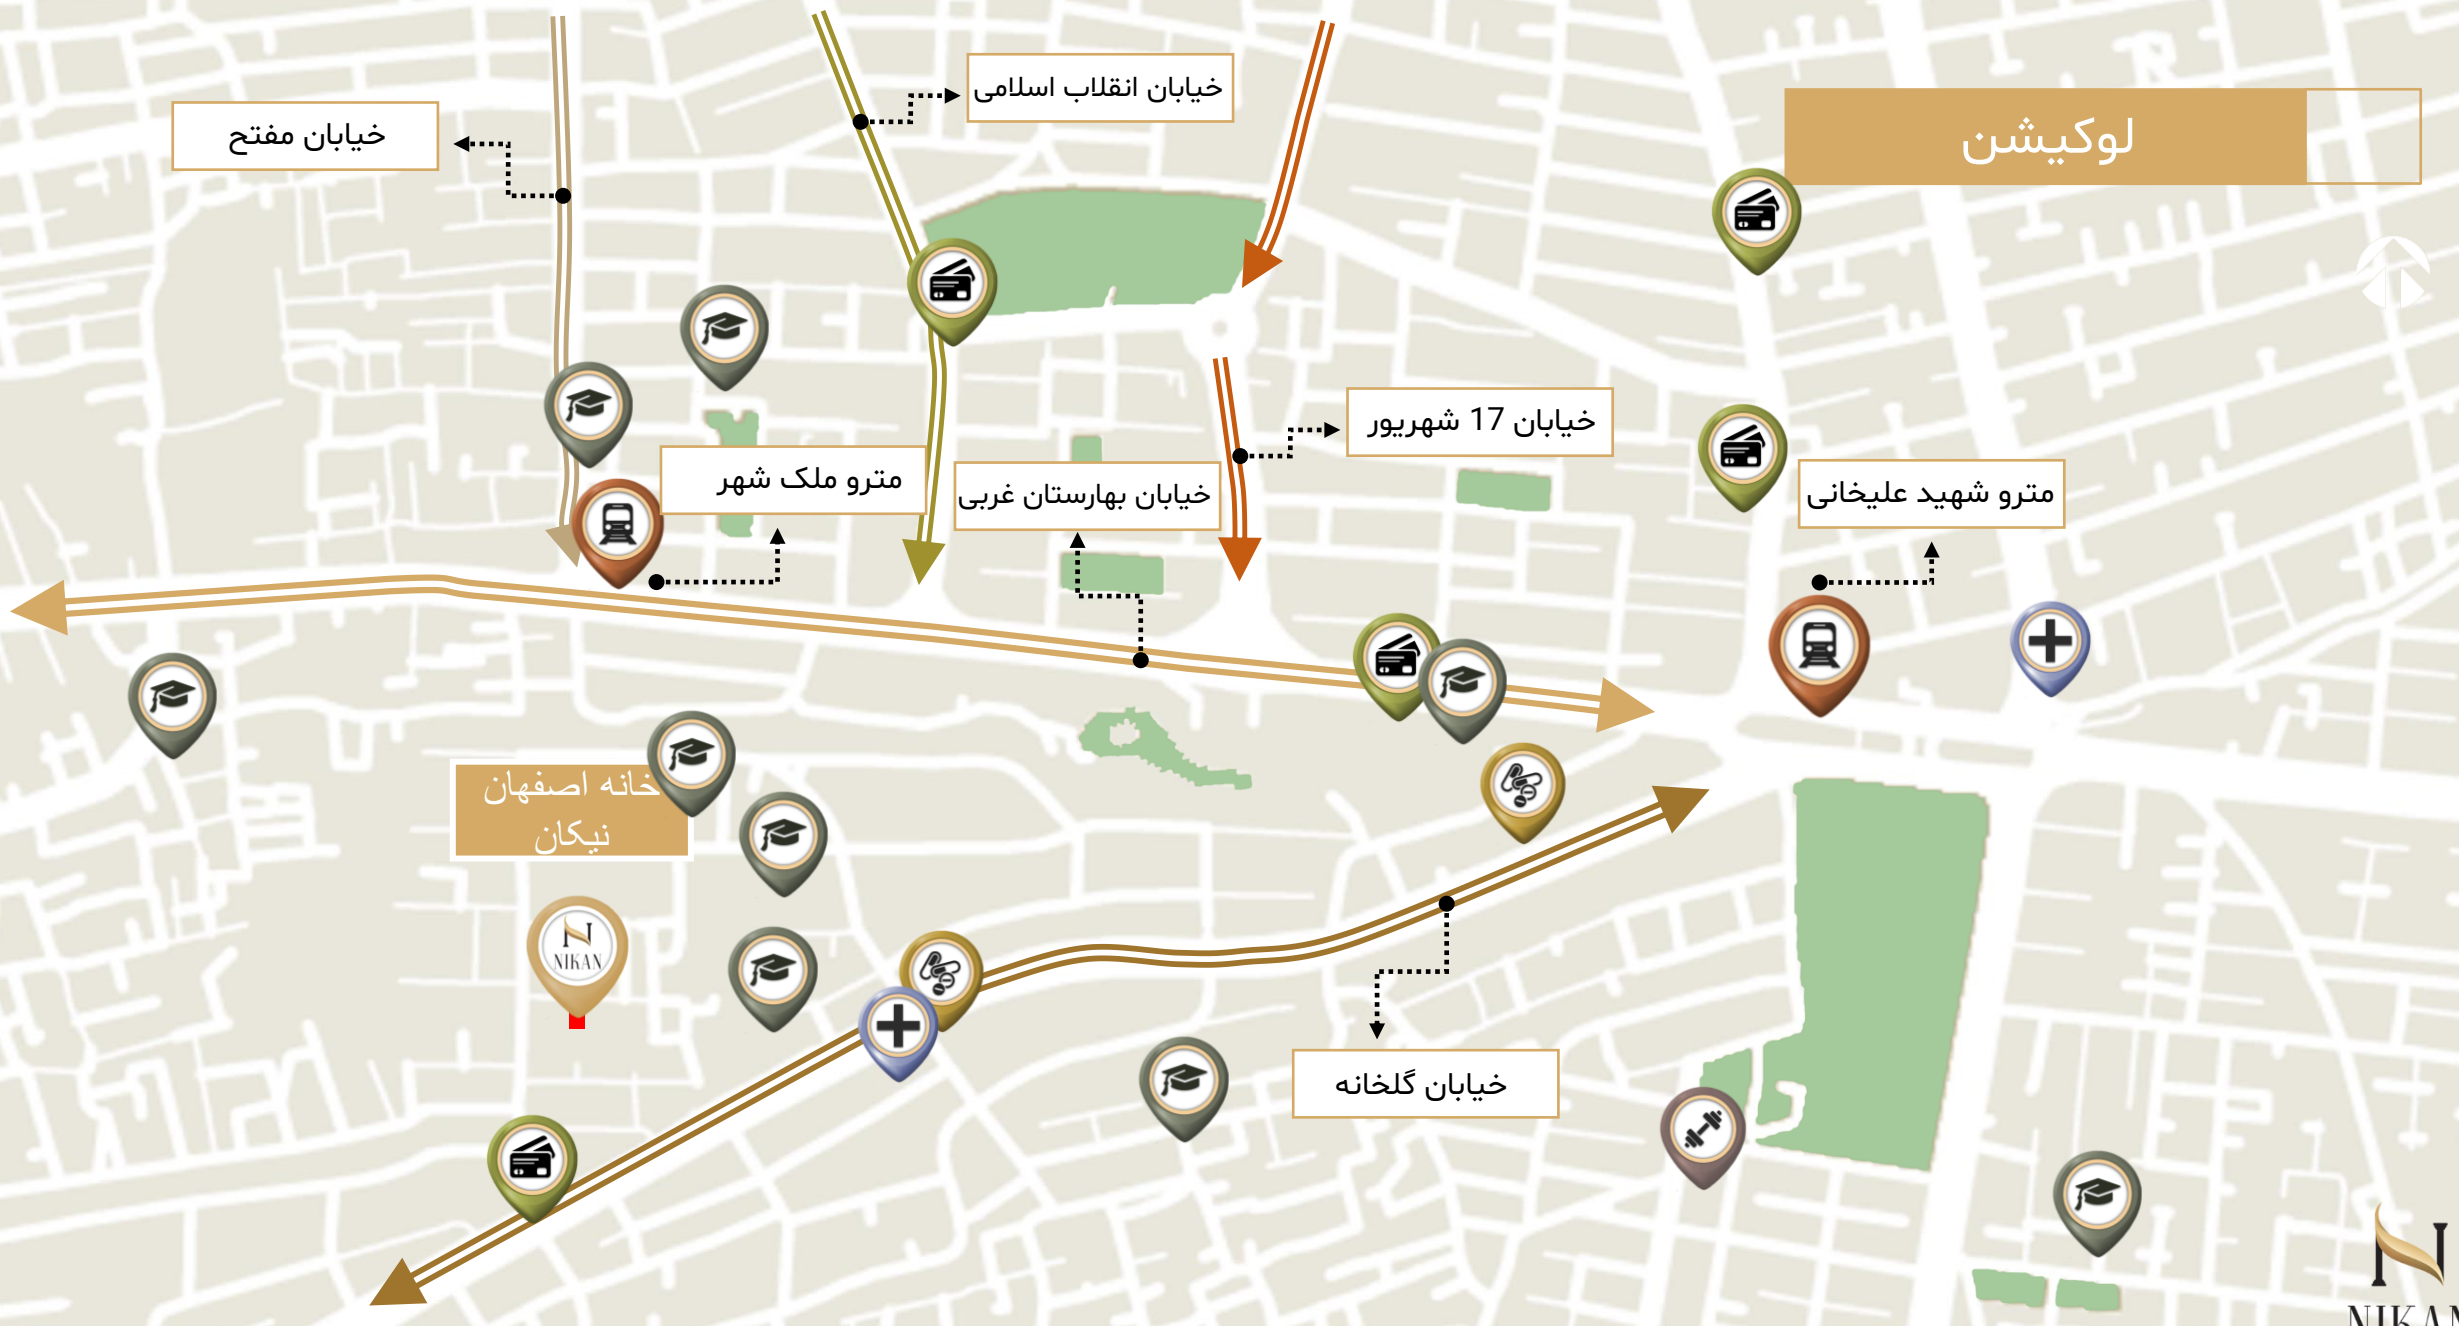 لوکیشن
خیابان انقلاب اسلامی
خیابان مفتح
خیابان 17 شهریور
مترو ملک شهر
خیابان بهارستان غربی
مترو شهید علیخانی
خانه اصفهان
نیکان
NIKAN
خیابان گلخانه
NIKAN